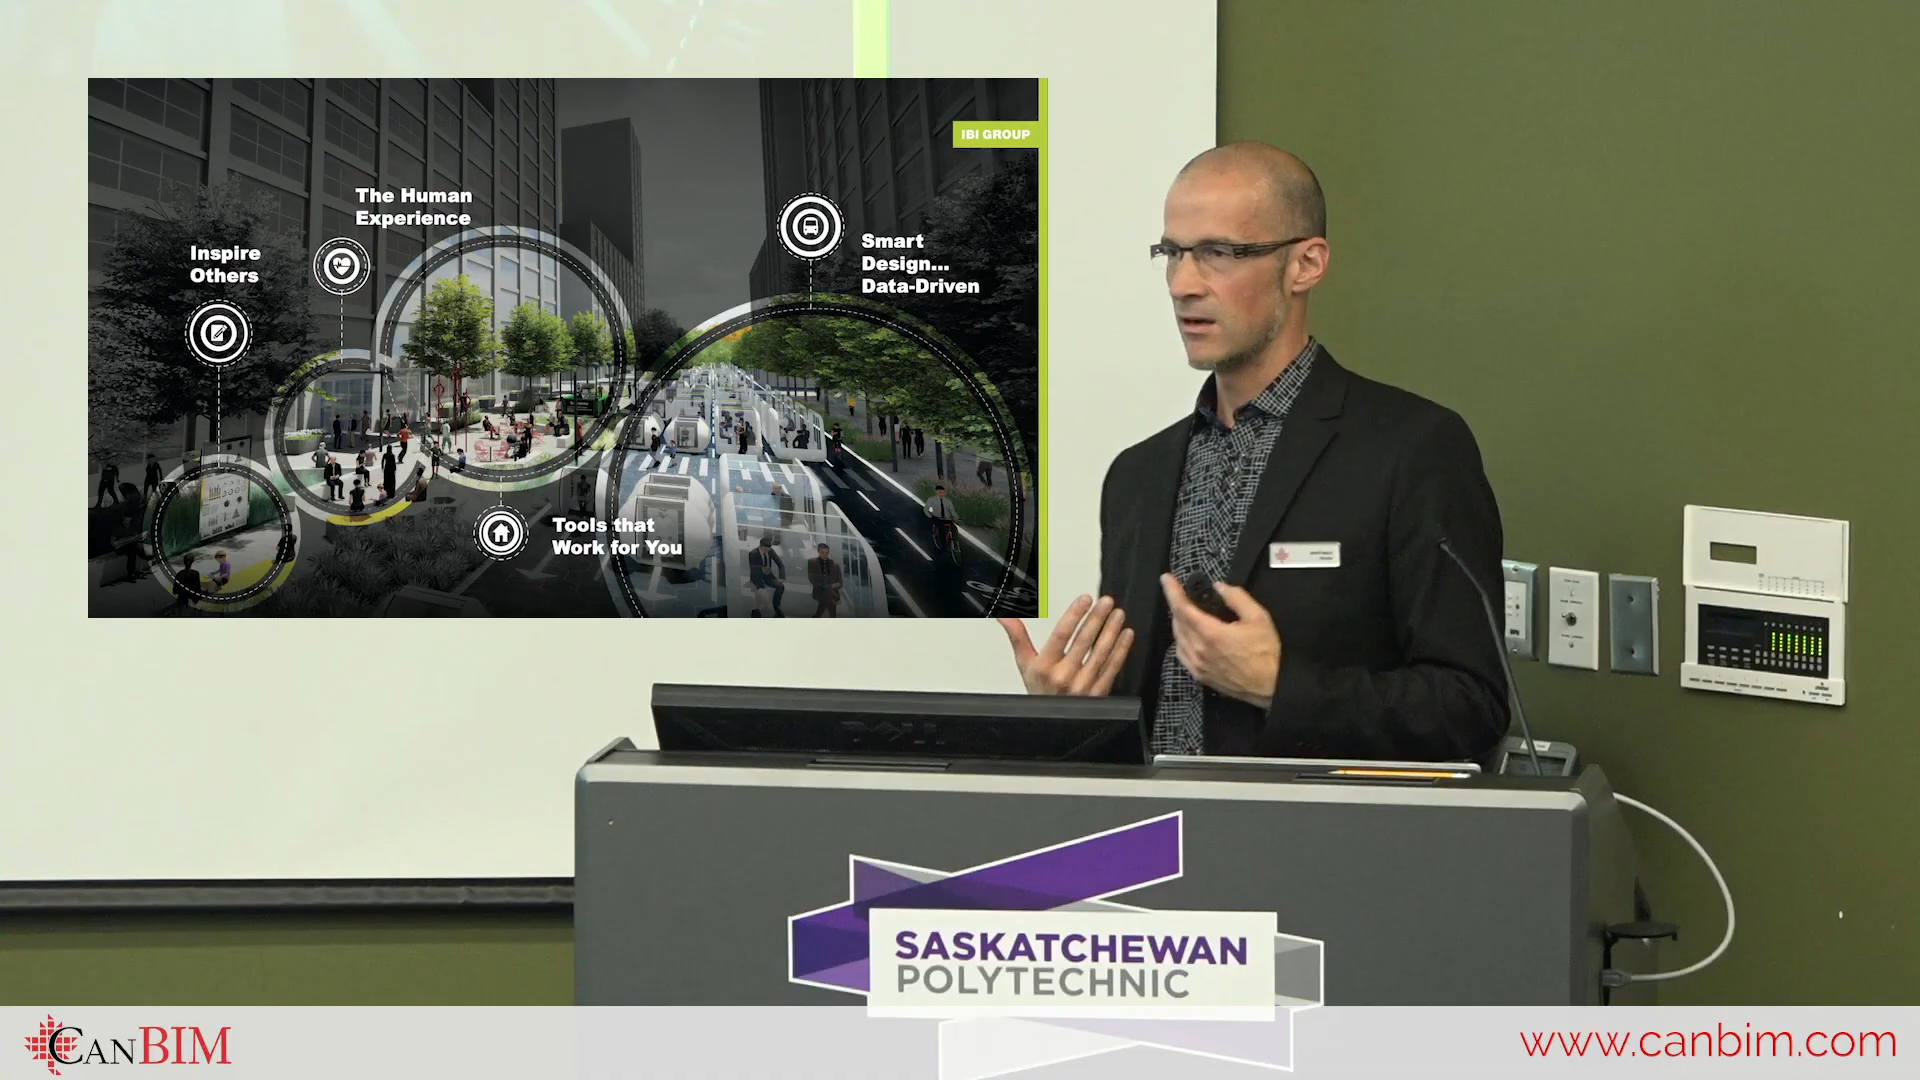 IBI GROUP
The Human
Experience
Inspire
Others
Smart
Design...
Data-Driven
Tools that
Work for You
DELL
SASKATCHEWAN
POLYTECHNIC
CANBIM
www.canbim.com